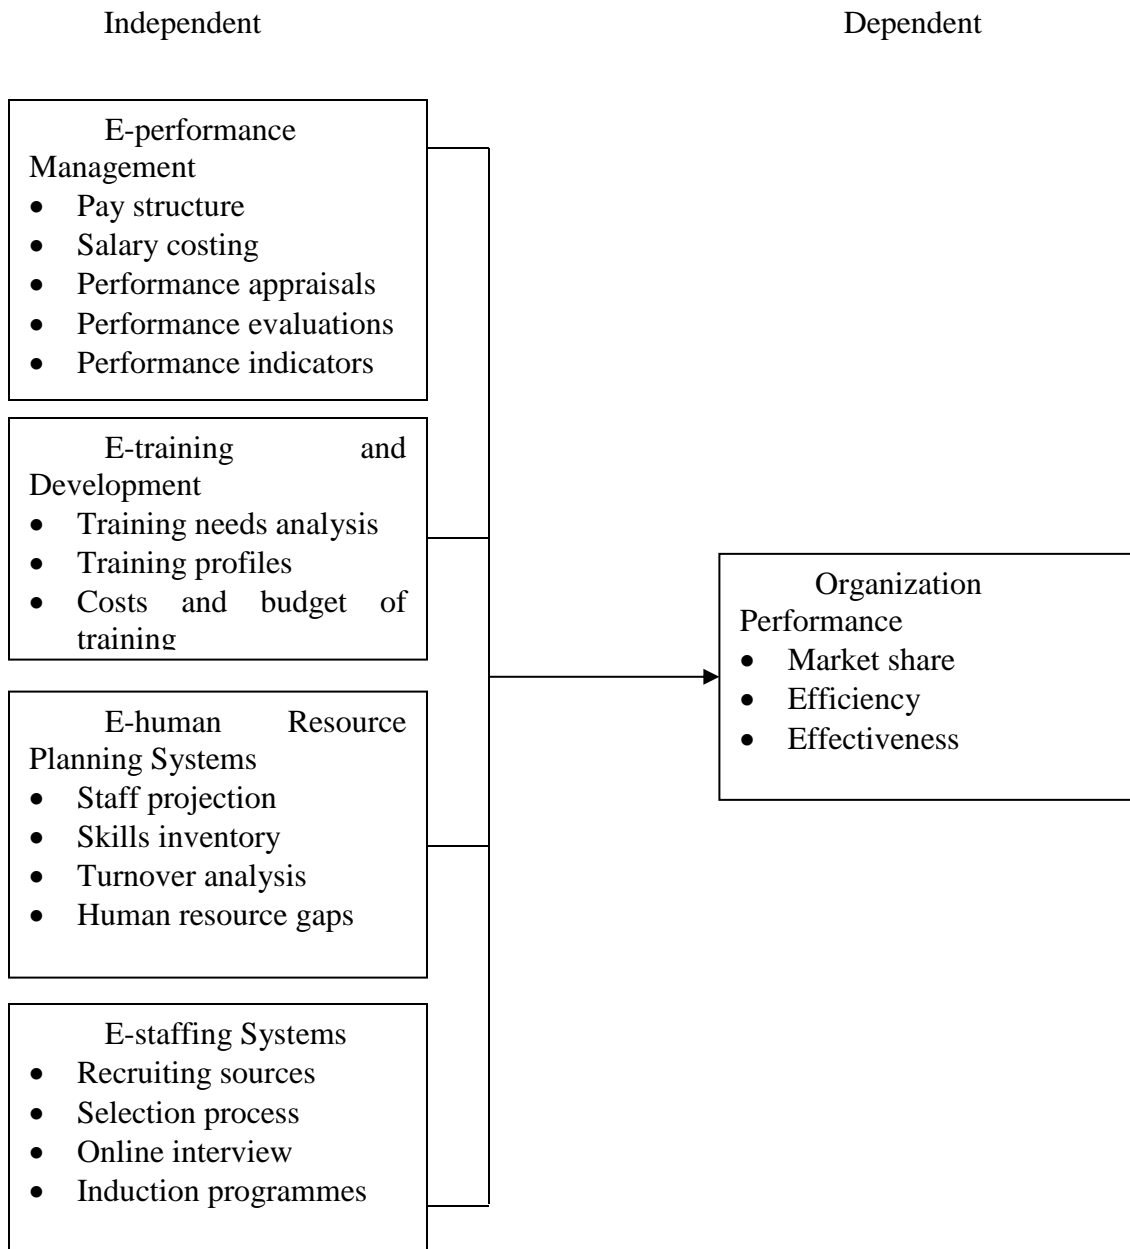 Independent
Dependent
E-performance
Management
• Pay structure
• Salary costing
• Performance appraisals
• Performance evaluations
• Performance indicators
E-training and
Development
• Training needs analysis
• Training profiles
• Costs and budget of
training
E-human Resource
Planning Systems
• Staff projection
• Skills inventory
• Turnover analysis
• Human resource gaps
E-staffing Systems
• Recruiting sources
• Selection process
• Online interview
• Induction programmes
Organization
Performance
• Market share
• Efficiency
• Effectiveness